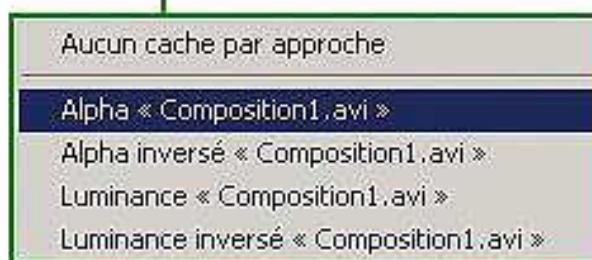 Aucun cache par approche
Alpha « Composition1.avi »
Alpha inversé « Composition1.avi »
Luminance « Composition1.avi »
Luminance inversé « Composition1.avi »